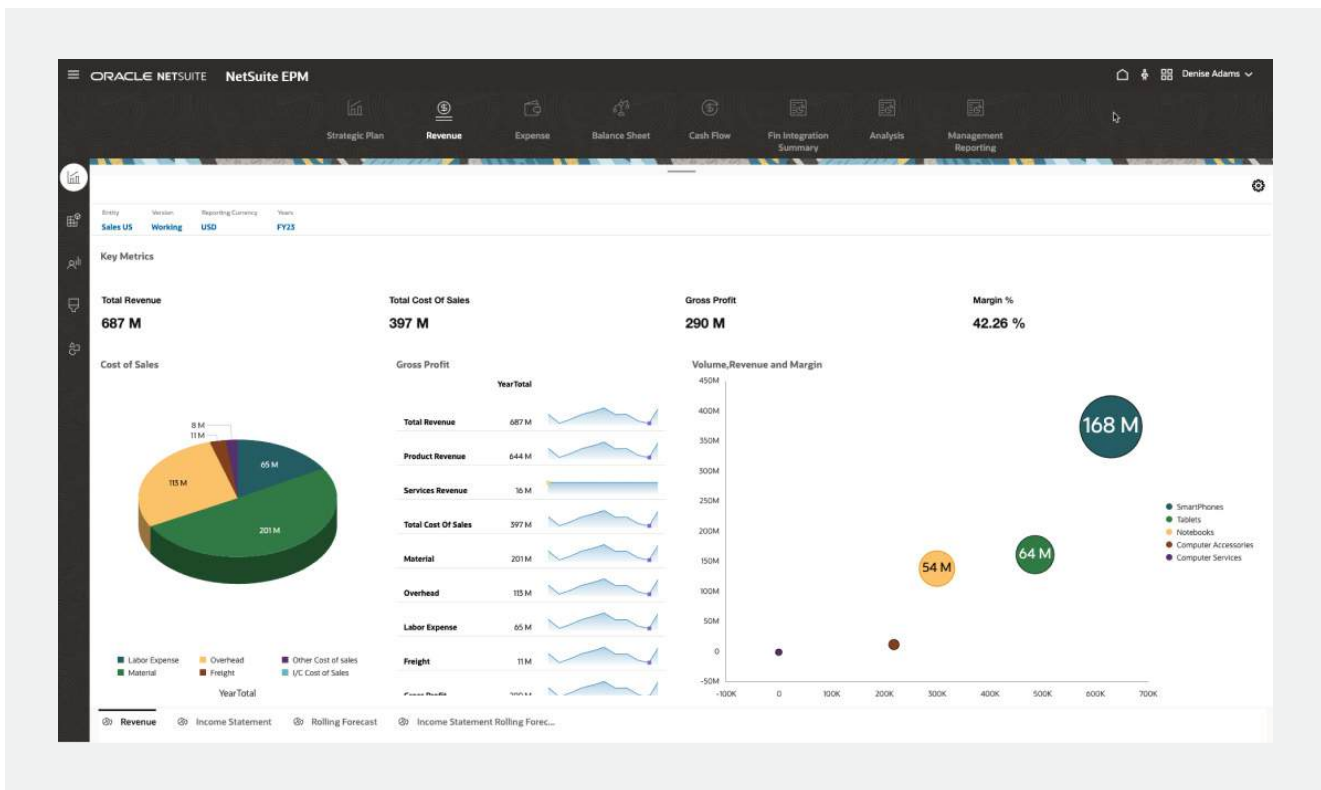 ORACLE NETSUITE NetSuite EPM
Denise Adams
Strategic Plan
Revenue
Expense
Balance Sheet
Cash Flow
Fin Integration
Summary
Analysis
Management
Reporting
Entity Version Reporting Currency Years
Sales US Working USD FY23
Key Metrics
Total Revenue
687 M
Total Cost Of Sales
397 M
Gross Profit
290 M
Margin %
42.26 %
Cost of Sales
8 M
11 M
65 M
113 M
201 M
Labor Expense Overhead Other Cost of sales
Material Freight I/C Cost of Sales
YearTotal
Gross Profit
YearTotal
Total Revenue 687 M
Product Revenue 644 M
Services Revenue 16 M
Total Cost Of Sales 397 M
Material 201 M
Overhead 113 M
Labor Expense 65 M
Freight 11 M
Gross Profit 290 M
Volume,Revenue and Margin
450M
400M
350M
300M
250M
200M
150M
100M
50M
0
-50M
168 M
64 M
54 M
-100K 0 100K 200K 300K 400K 500K 600K 700K
SmartPhones
Tablets
Notebooks
Computer Accessories
Computer Services
Revenue Income Statement Rolling Forecast Income Statement Rolling Forec...